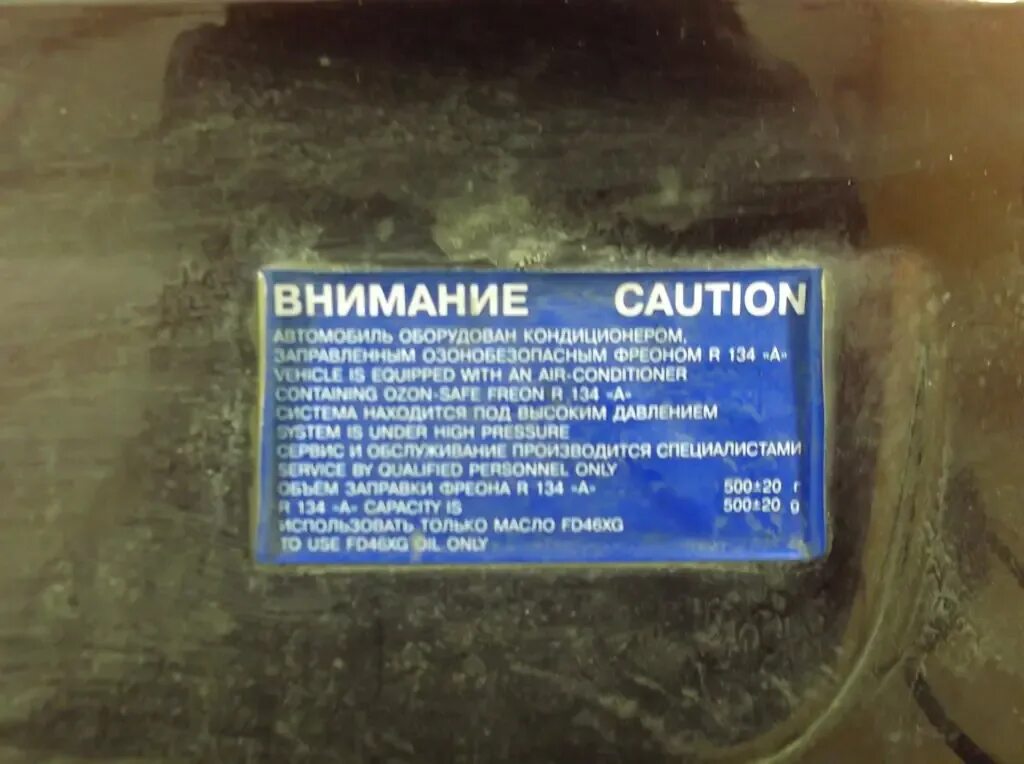 ВНИМАНИЕ CAUTION
АВТОМОБИЛЬ ОБОРУДОВАН КОНДИЦИОНЕРОМ,
ЗАПРАВЛЕННЫМ ОЗОНОБЕЗОПАСНЫМ ФРЕОНОМ R 134 «А»
VEHICLE IS EQUIPPED WITH AN AIR-CONDITIONER
CONTAINING OZON-SAFE FREON R 134 «A»
СИСТЕМА НАХОДИТСЯ ПОД ВЫСОКИМ ДАВЛЕНИЕМ
SYSTEM IS UNDER HIGH PRESSURE
СЕРВИС И ОБСЛУЖИВАНИЕ ПРОИЗВОДИТСЯ СПЕЦИАЛИСТАМИ
SERVICE BY QUALIFIED PERSONNEL ONLY
ОБЪЕМ ЗАПРАВКИ ФРЕОНА R 134 «А» 500±20 г
R 134 «A» CAPACITY IS 500±20 g
ИСПОЛЬЗОВАТЬ ТОЛЬКО МАСЛО FD46XG
TO USE FD46XG OIL ONLY